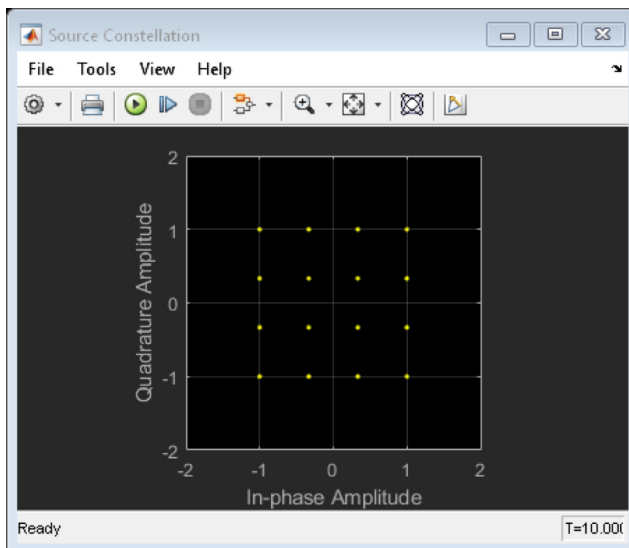 Source Constellation
File Tools View Help
2
1
0
-1
-2
Quadrature Amplitude
-2 -1 0 1 2
In-phase Amplitude
Ready T=10.00